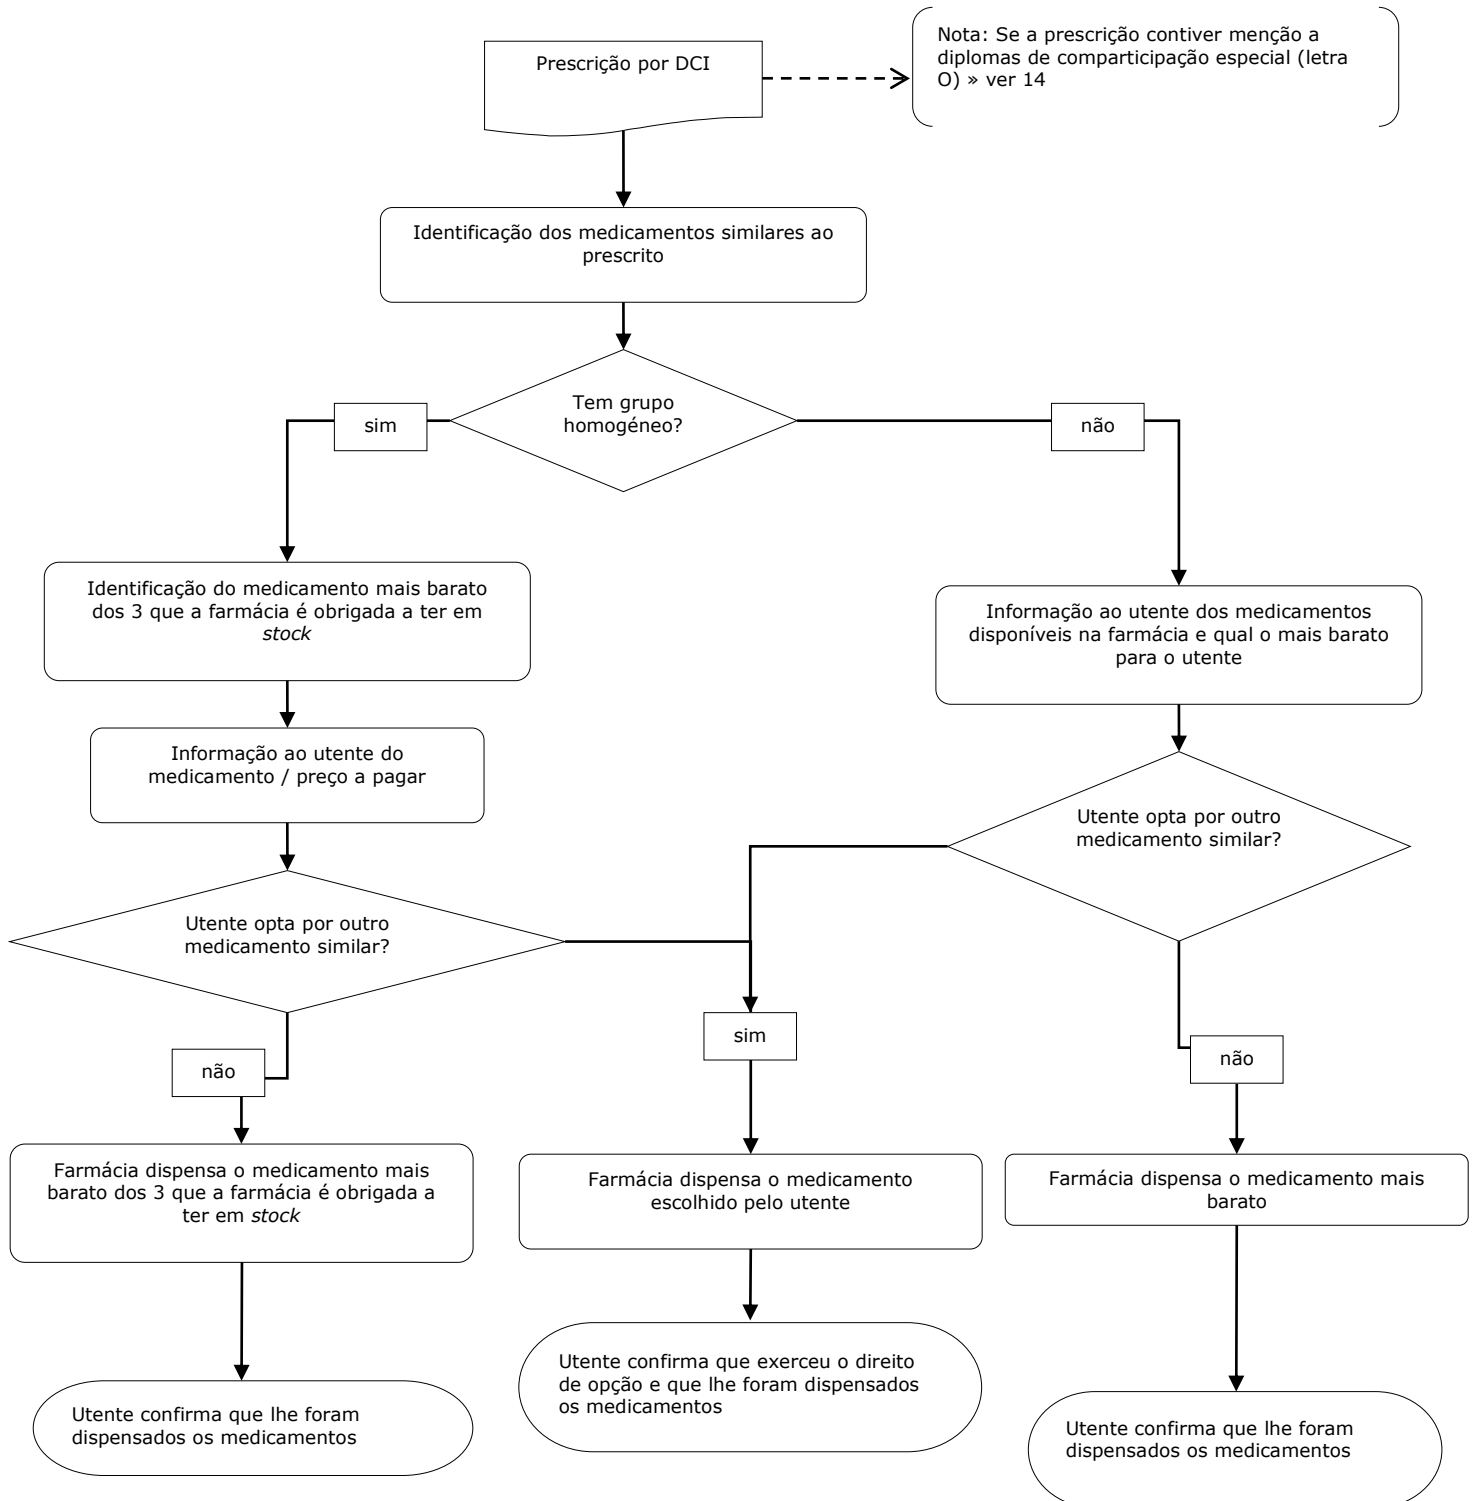 Prescrição por DCI
Nota: Se a prescrição contiver menção a
diplomas de comparticipação especial (letra
O) » ver 14
Identificação dos medicamentos similares ao
prescrito
Tem grupo
homogéneo?
sim
não
Identificação do medicamento mais barato
dos 3 que a farmácia é obrigada a ter em
stock
Informação ao utente dos medicamentos
disponíveis na farmácia e qual o mais barato
para o utente
Informação ao utente do
medicamento / preço a pagar
Utente opta por outro
medicamento similar?
Utente opta por outro
medicamento similar?
sim
não
não
Farmácia dispensa o medicamento mais
barato dos 3 que a farmácia é obrigada a
ter em stock
Farmácia dispensa o medicamento
escolhido pelo utente
Farmácia dispensa o medicamento mais
barato
Utente confirma que lhe foram
dispensados os medicamentos
Utente confirma que exerceu o direito
de opção e que lhe foram dispensados
os medicamentos
Utente confirma que lhe foram
dispensados os medicamentos